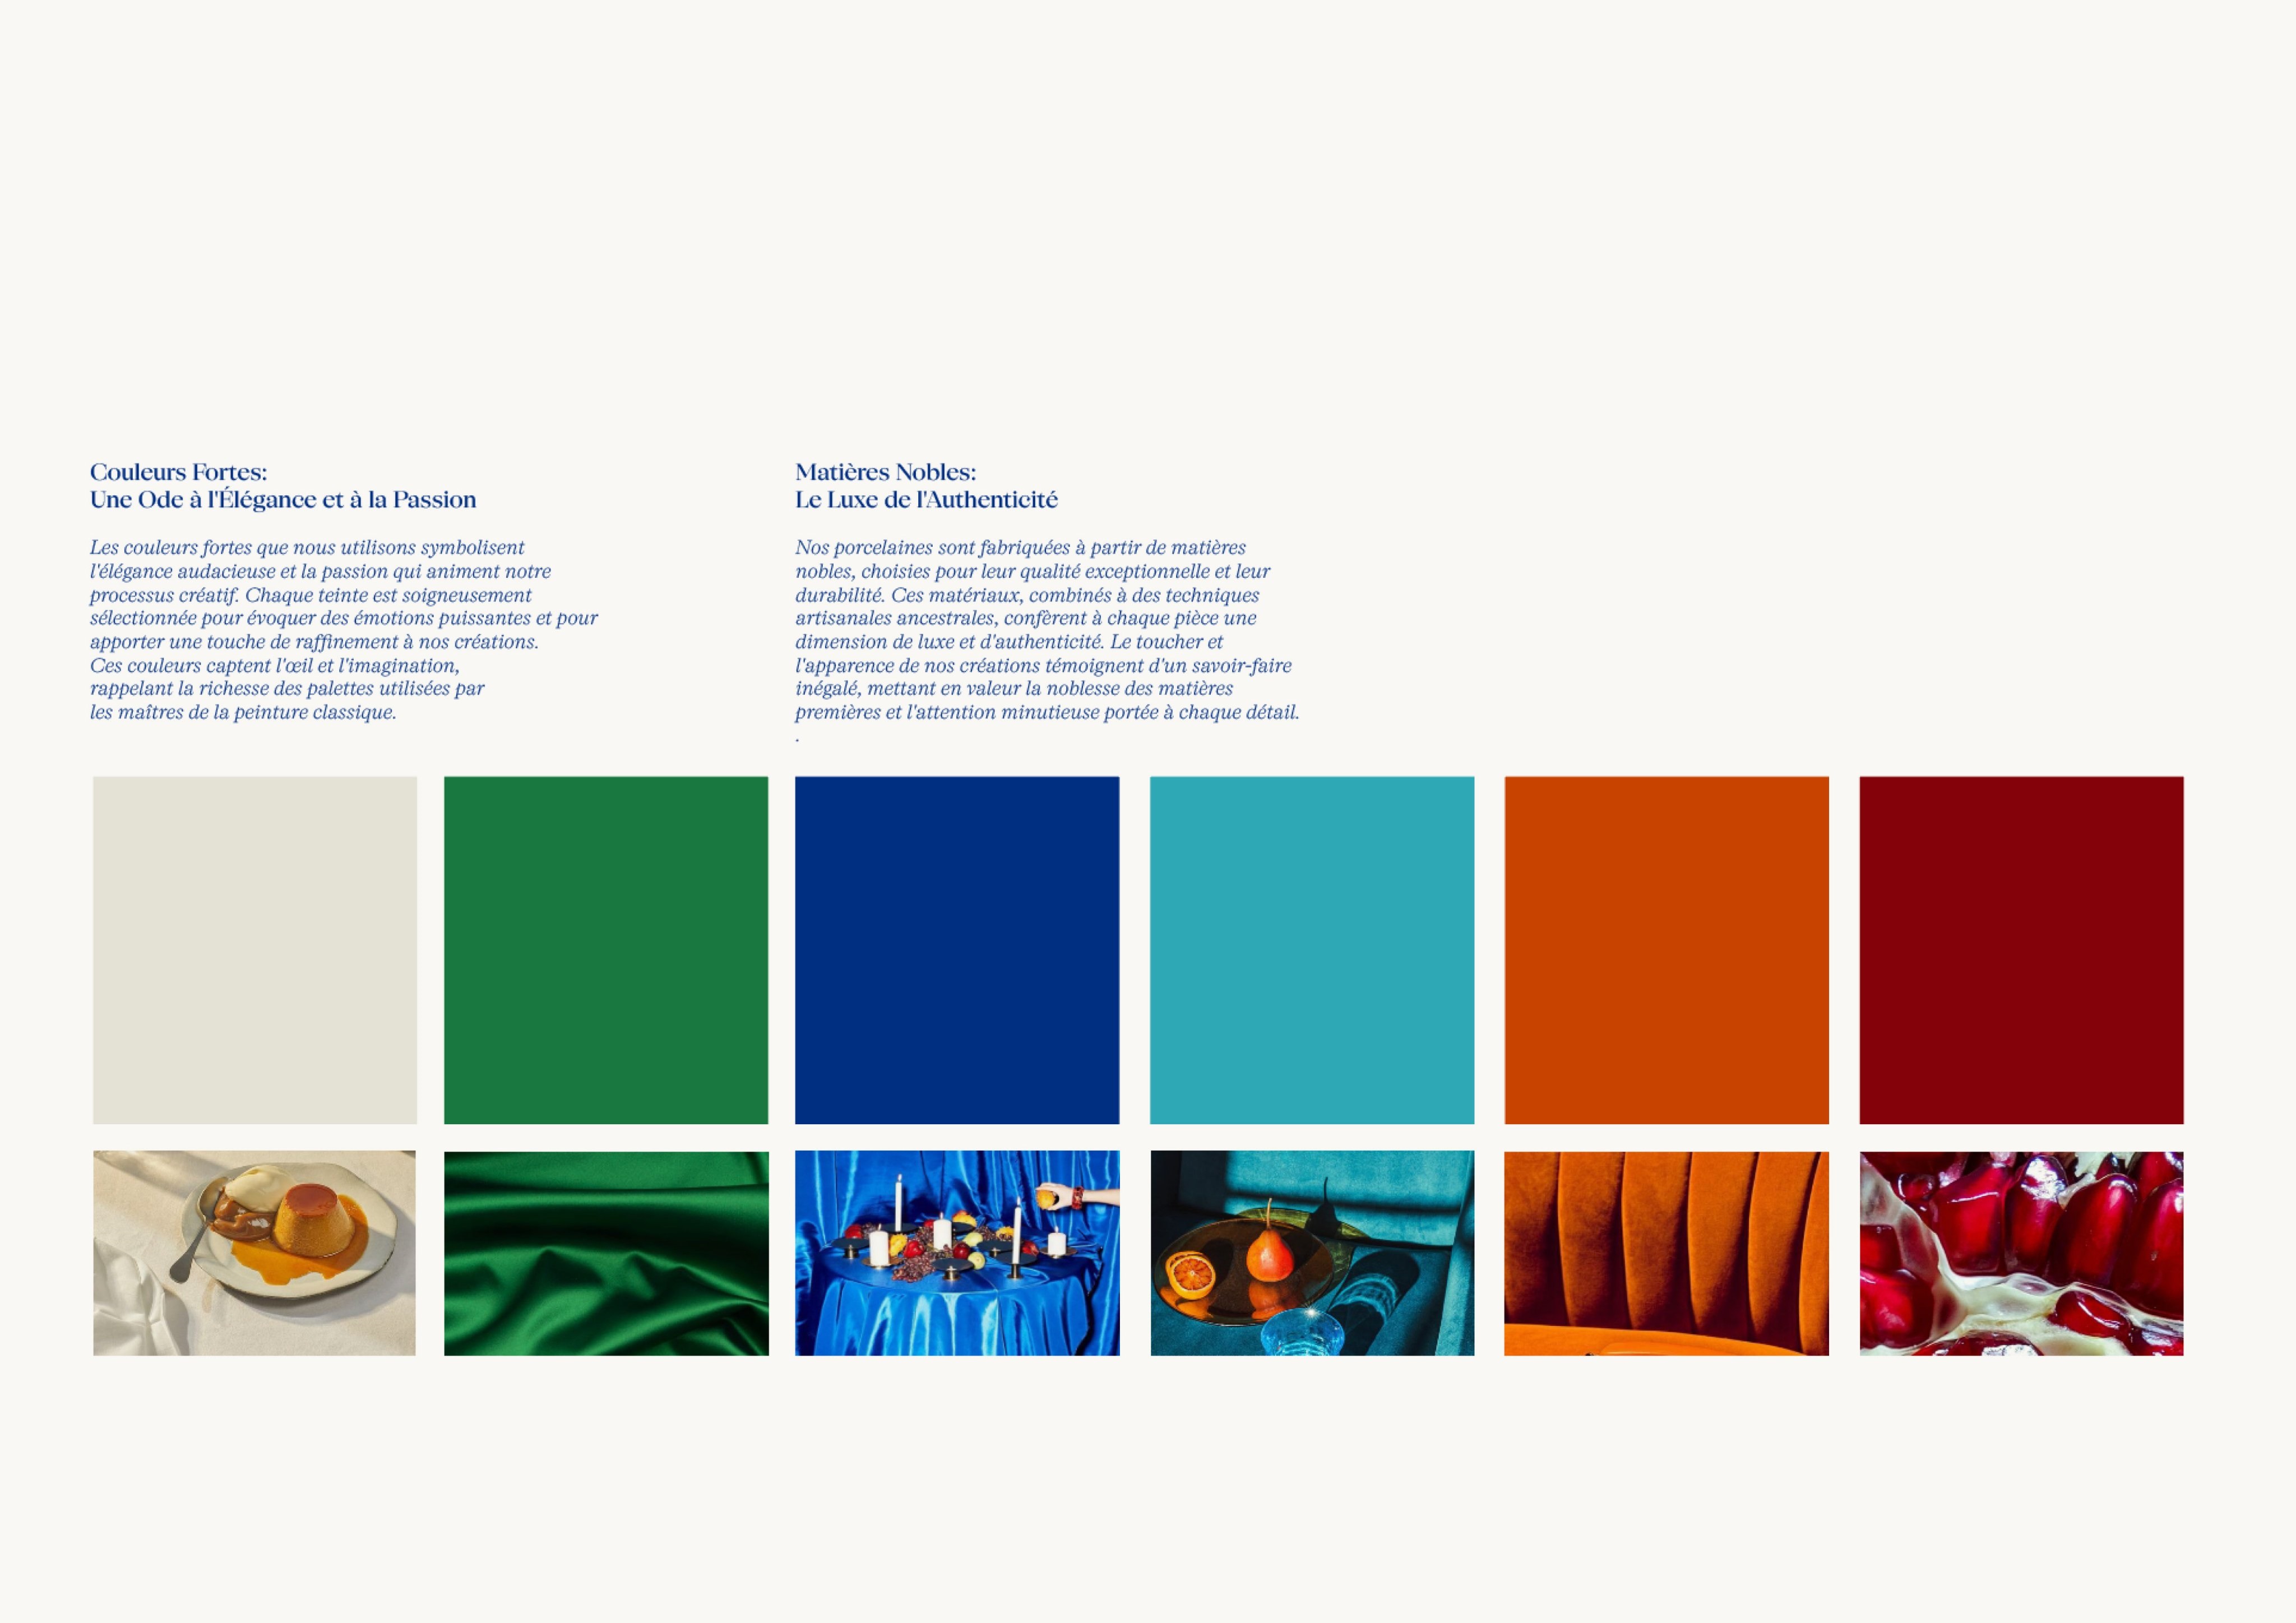 Couleurs Fortes:
Une Ode à l'Élégance et à la Passion
Les couleurs fortes que nous utilisons symbolisent
l'élégance audacieuse et la passion qui animent notre
processus créatif. Chaque teinte est soigneusement
sélectionnée pour évoquer des émotions puissantes et pour
apporter une touche de raffinement à nos créations.
Ces couleurs captent l'œil et l'imagination,
rappelant la richesse des palettes utilisées par
les maîtres de la peinture classique.
Matières Nobles:
Le Luxe de l'Authenticité
Nos porcelaines sont fabriquées à partir de matières
nobles, choisies pour leur qualité exceptionnelle et leur
durabilité. Ces matériaux, combinés à des techniques
artisanales ancestrales, confèrent à chaque pièce une
dimension de luxe et d'authenticité. Le toucher et
l'apparence de nos créations témoignent d'un savoir-faire
inégalé, mettant en valeur la noblesse des matières
premières et l'attention minutieuse portée à chaque détail.
.